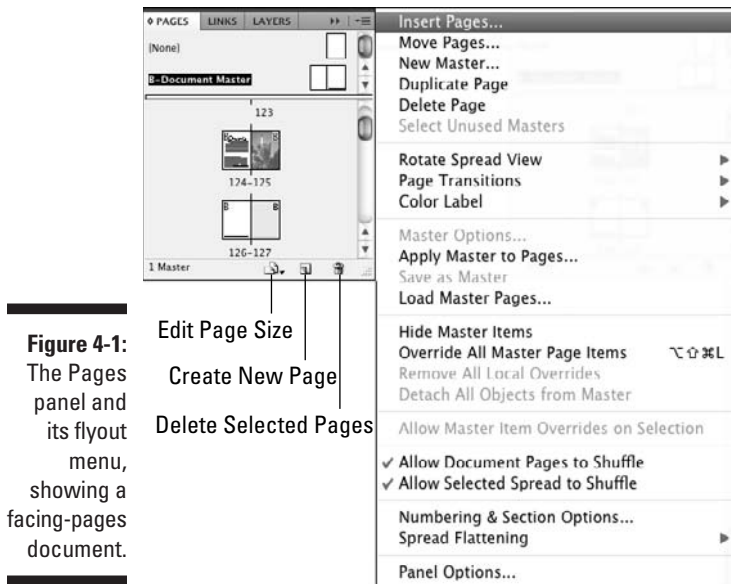 PAGES LINKS LAYERS
[None]
B-Document Master
123
B B
124-125
B B
126-127
1 Master
Edit Page Size
Create New Page
Delete Selected Pages
Figure 4-1:
The Pages
panel and
its flyout
menu,
showing a
facing-pages
document.
Insert Pages...
Move Pages...
New Master...
Duplicate Page
Delete Page
Select Unused Masters
Rotate Spread View
Page Transitions
Color Label
Master Options...
Apply Master to Pages...
Save as Master
Load Master Pages...
Hide Master Items
Override All Master Page Items ⌥⇧⌘L
Remove All Local Overrides
Detach All Objects from Master
Allow Master Item Overrides on Selection
✓ Allow Document Pages to Shuffle
✓ Allow Selected Spread to Shuffle
Numbering & Section Options...
Spread Flattening
Panel Options...